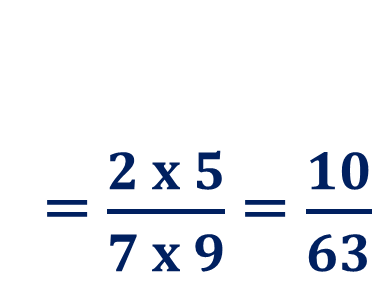 = 2 x 5 / 7 x 9 = 10 / 63